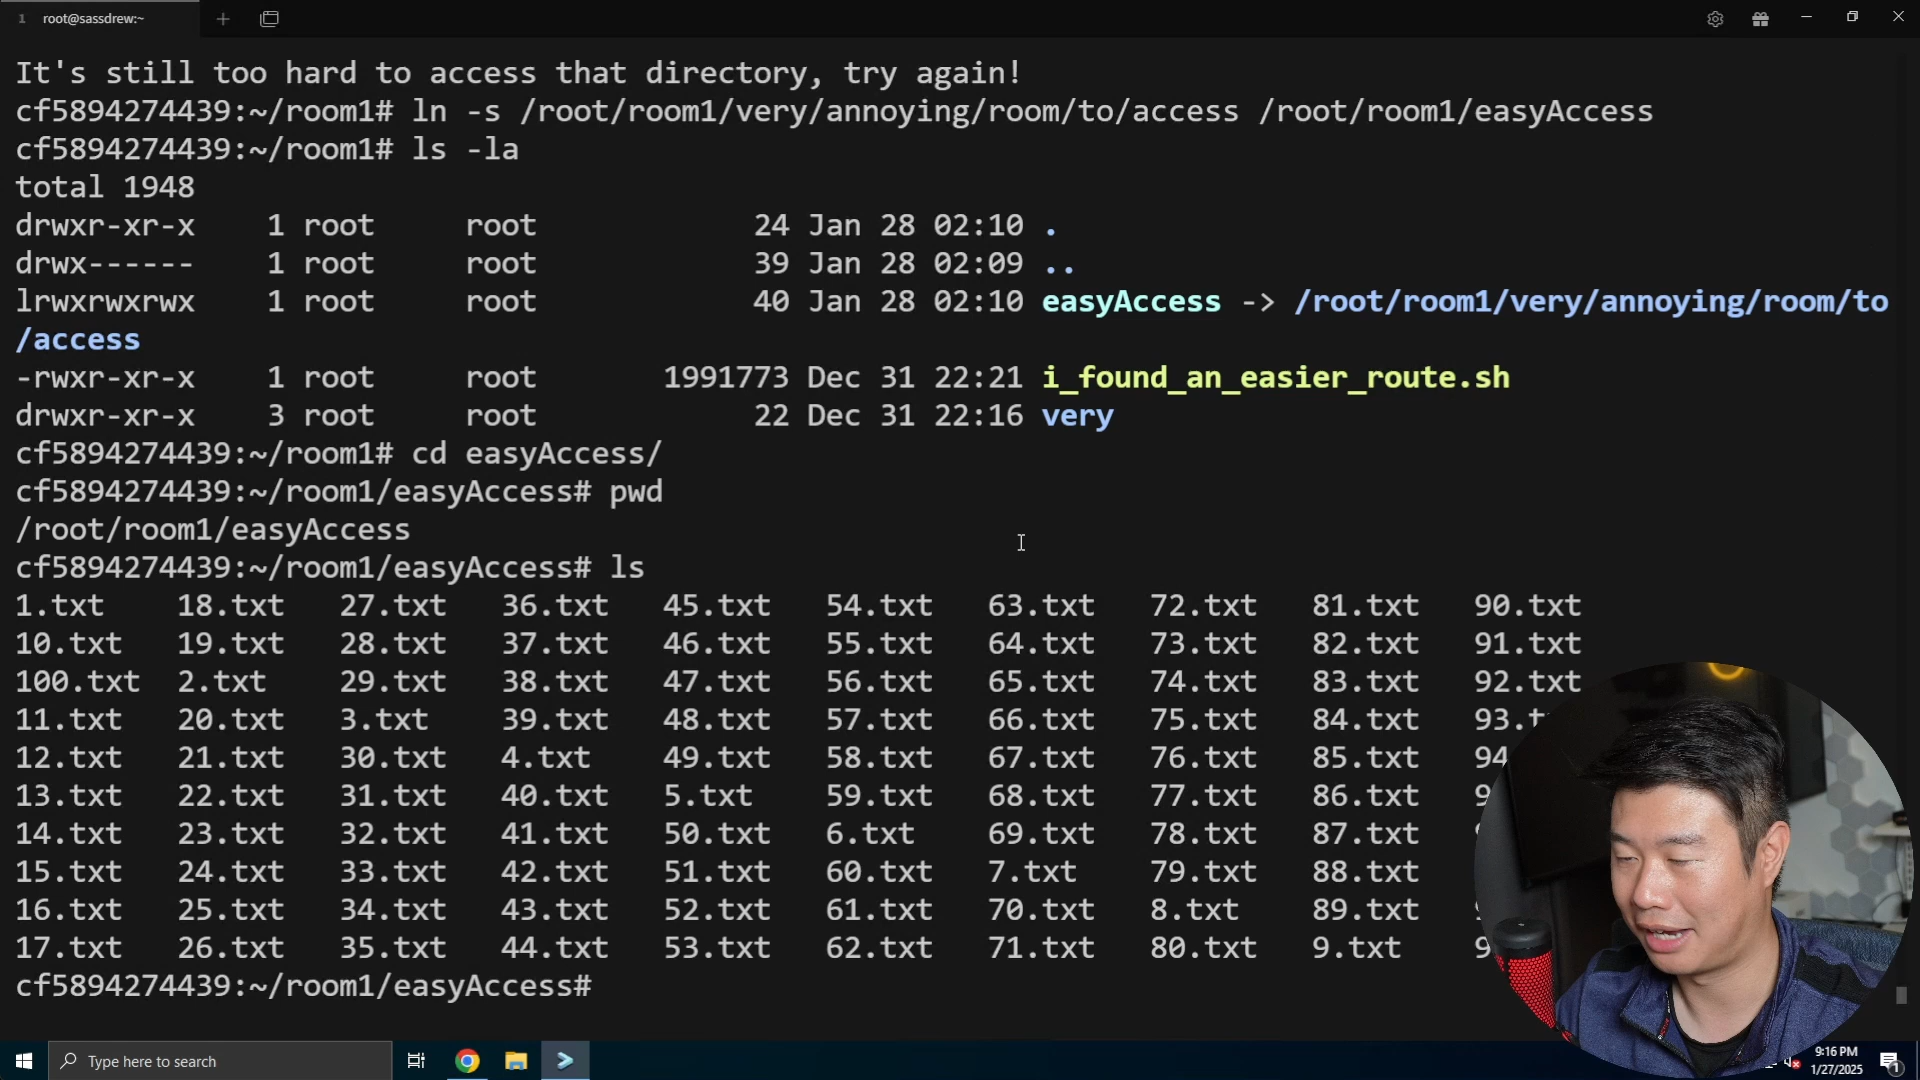 1 root@sassdrew:~
It's still too hard to access that directory, try again!
cf5894274439:~/room1# ln -s /root/room1/very/annoying/room/to/access /root/room1/easyAccess
cf5894274439:~/room1# ls -la
total 1948
drwxr-xr-x 1 root root 24 Jan 28 02:10 .
drwx------ 1 root root 39 Jan 28 02:09 ..
lrwxrwxrwx 1 root root 40 Jan 28 02:10 easyAccess -> /root/room1/very/annoying/room/to
/access
-rwxr-xr-x 1 root root 1991773 Dec 31 22:21 i_found_an_easier_route.sh
drwxr-xr-x 3 root root 22 Dec 31 22:16 very
cf5894274439:~/room1# cd easyAccess/
cf5894274439:~/room1/easyAccess# pwd
/root/room1/easyAccess
cf5894274439:~/room1/easyAccess# ls
1.txt 18.txt 27.txt 36.txt 45.txt 54.txt 63.txt 72.txt 81.txt 90.txt
10.txt 19.txt 28.txt 37.txt 46.txt 55.txt 64.txt 73.txt 82.txt 91.txt
100.txt 2.txt 29.txt 38.txt 47.txt 56.txt 65.txt 74.txt 83.txt 92.txt
11.txt 20.txt 3.txt 39.txt 48.txt 57.txt 66.txt 75.txt 84.txt
12.txt 21.txt 30.txt 4.txt 49.txt 58.txt 67.txt 76.txt 85.txt
13.txt 22.txt 31.txt 40.txt 5.txt 59.txt 68.txt 77.txt 86.txt
14.txt 23.txt 32.txt 41.txt 50.txt 6.txt 69.txt 78.txt 87.txt
15.txt 24.txt 33.txt 42.txt 51.txt 60.txt 7.txt 79.txt 88.txt
16.txt 25.txt 34.txt 43.txt 52.txt 61.txt 70.txt 8.txt 89.txt
17.txt 26.txt 35.txt 44.txt 53.txt 62.txt 71.txt 80.txt 9.txt
cf5894274439:~/room1/easyAccess#
Type here to search
9:16 PM
1/27/2025
1